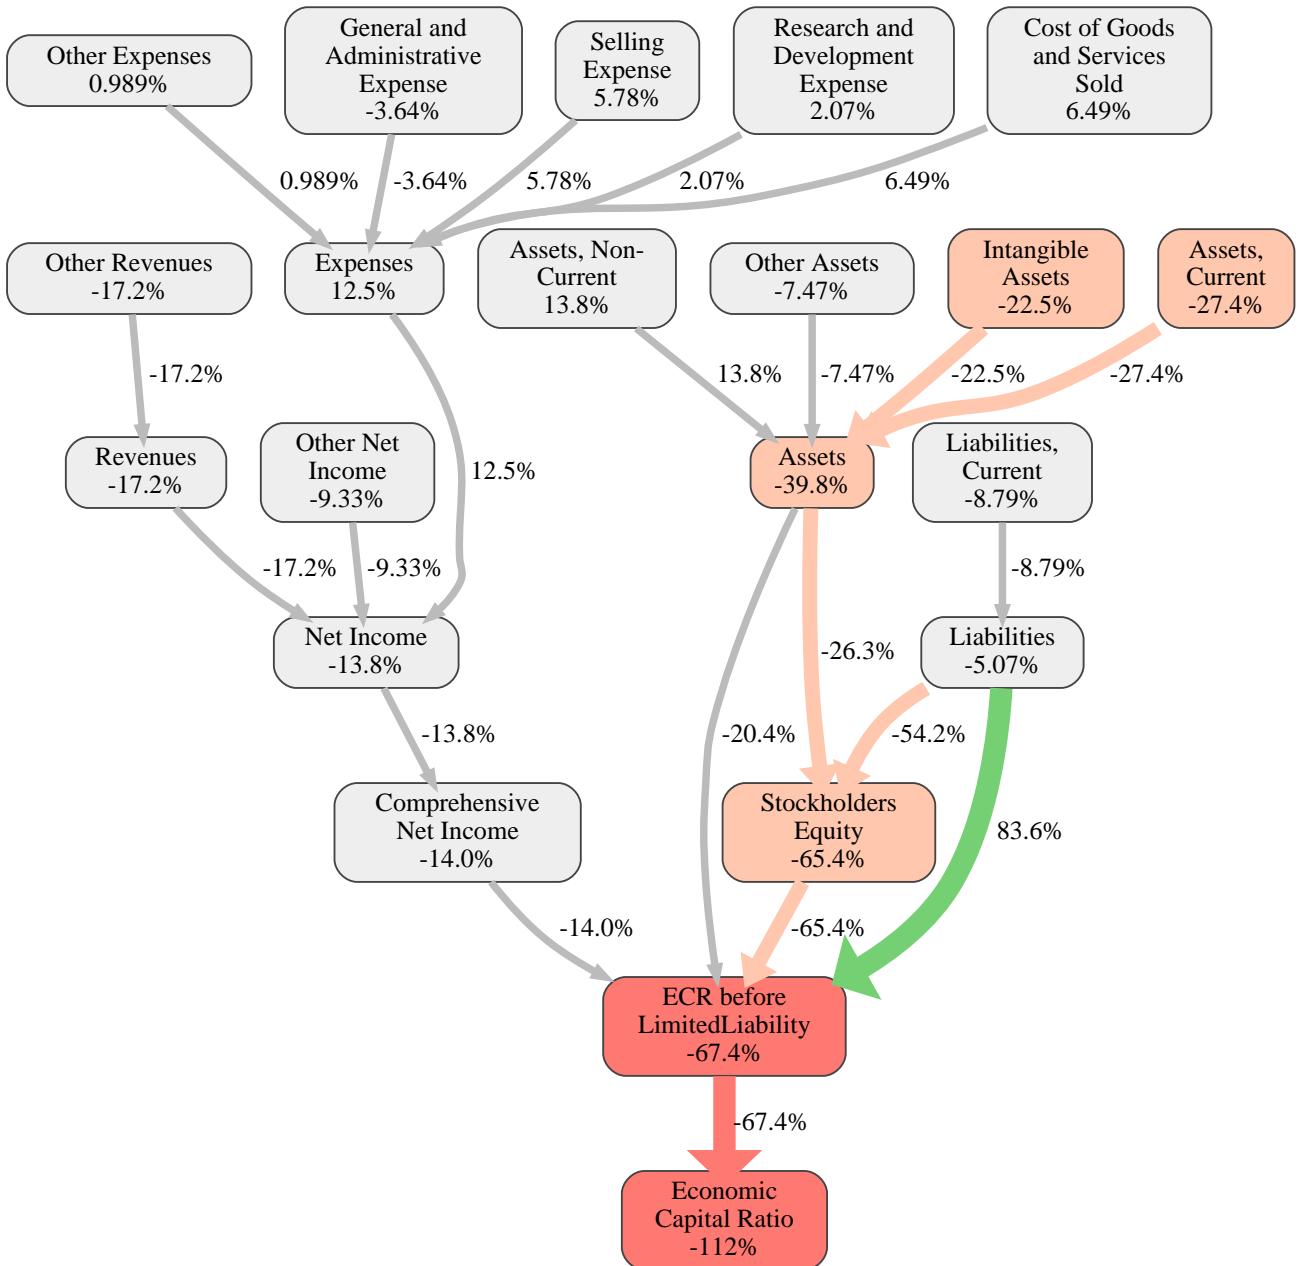 Other Expenses
0.989%
General and
Administrative
Expense
-3.64%
Selling
Expense
5.78%
Research and
Development
Expense
2.07%
Cost of Goods
and Services
Sold
6.49%
0.989%
-3.64%
5.78%
2.07%
6.49%
Other Revenues
-17.2%
Expenses
12.5%
Assets, Non-
Current
13.8%
Other Assets
-7.47%
Intangible
Assets
-22.5%
Assets,
Current
-27.4%
-17.2%
13.8%
-7.47%
-22.5%
-27.4%
Revenues
-17.2%
Other Net
Income
-9.33%
12.5%
Assets
-39.8%
Liabilities,
Current
-8.79%
-17.2%
-9.33%
-8.79%
Net Income
-13.8%
-26.3%
Liabilities
-5.07%
-13.8%
-20.4%
-54.2%
Comprehensive
Net Income
-14.0%
Stockholders
Equity
-65.4%
83.6%
-14.0%
-65.4%
ECR before
LimitedLiability
-67.4%
-67.4%
Economic
Capital Ratio
-112%